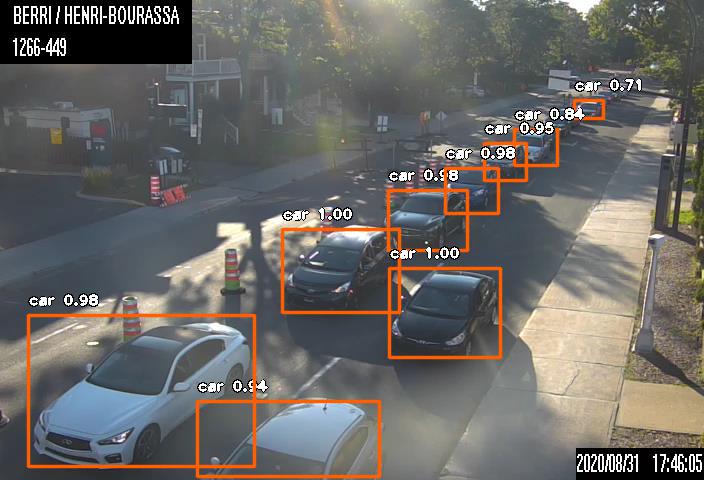 BERRI / HENRI-BOURASSA
1266-449
car 0.71
car 0.84
car 0.95
car 0.98
car 0.98
car 1.00
car 1.00
car 0.98
car 0.94
2020/08/31 17:46:05